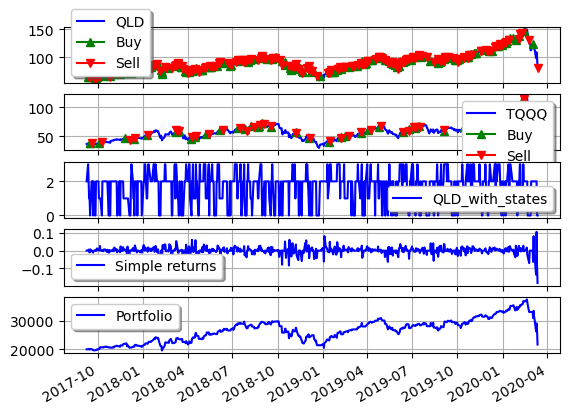 150
100
QLD
Buy
Sell
100
50
TQQQ
Buy
Sell
2
0
QLD_with_states
0.1
0.0
−0.1
Simple returns
30000
20000
Portfolio
2017-10 2018-01 2018-04 2018-07 2018-10 2019-01 2019-04 2019-07 2019-10 2020-01 2020-04